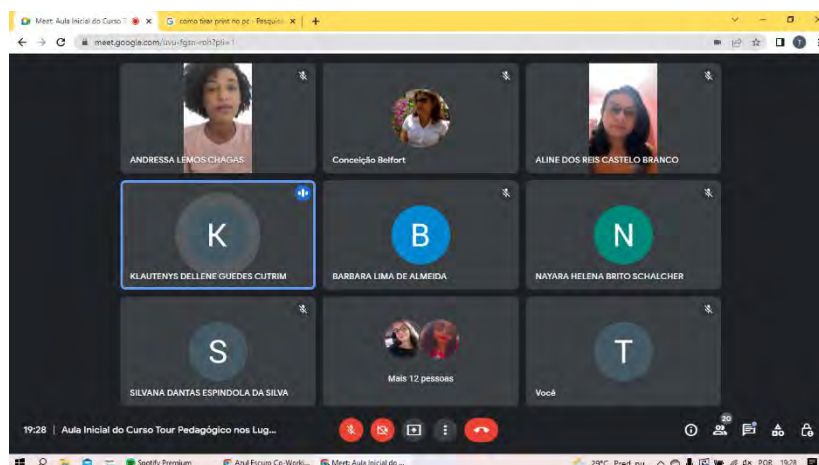 Meet: Aula Inicial do Curso T
como tirar print no pc - Pesquis
meet.google.com
ANDRESSA LEMOS CHAGAS
Conceição Belfort
ALINE DOS REIS CASTELO BRANCO
K
KLAUTENYS DELLENE GUEDES CUTRIM
B
BARBARA LIMA DE ALMEIDA
N
NAYARA HELENA BRITO SCHALCHER
S
SILVANA DANTAS ESPINDOLA DA SILVA
Mais 12 pessoas
T
Você
19:28 | Aula Inicial do Curso Tour Pedagógico nos Lug...
20
Spotify Premium
Azul Escuro Co-Worki...
Meet: Aula Inicial do ...
29°C Pred. nu...
POR
19:28